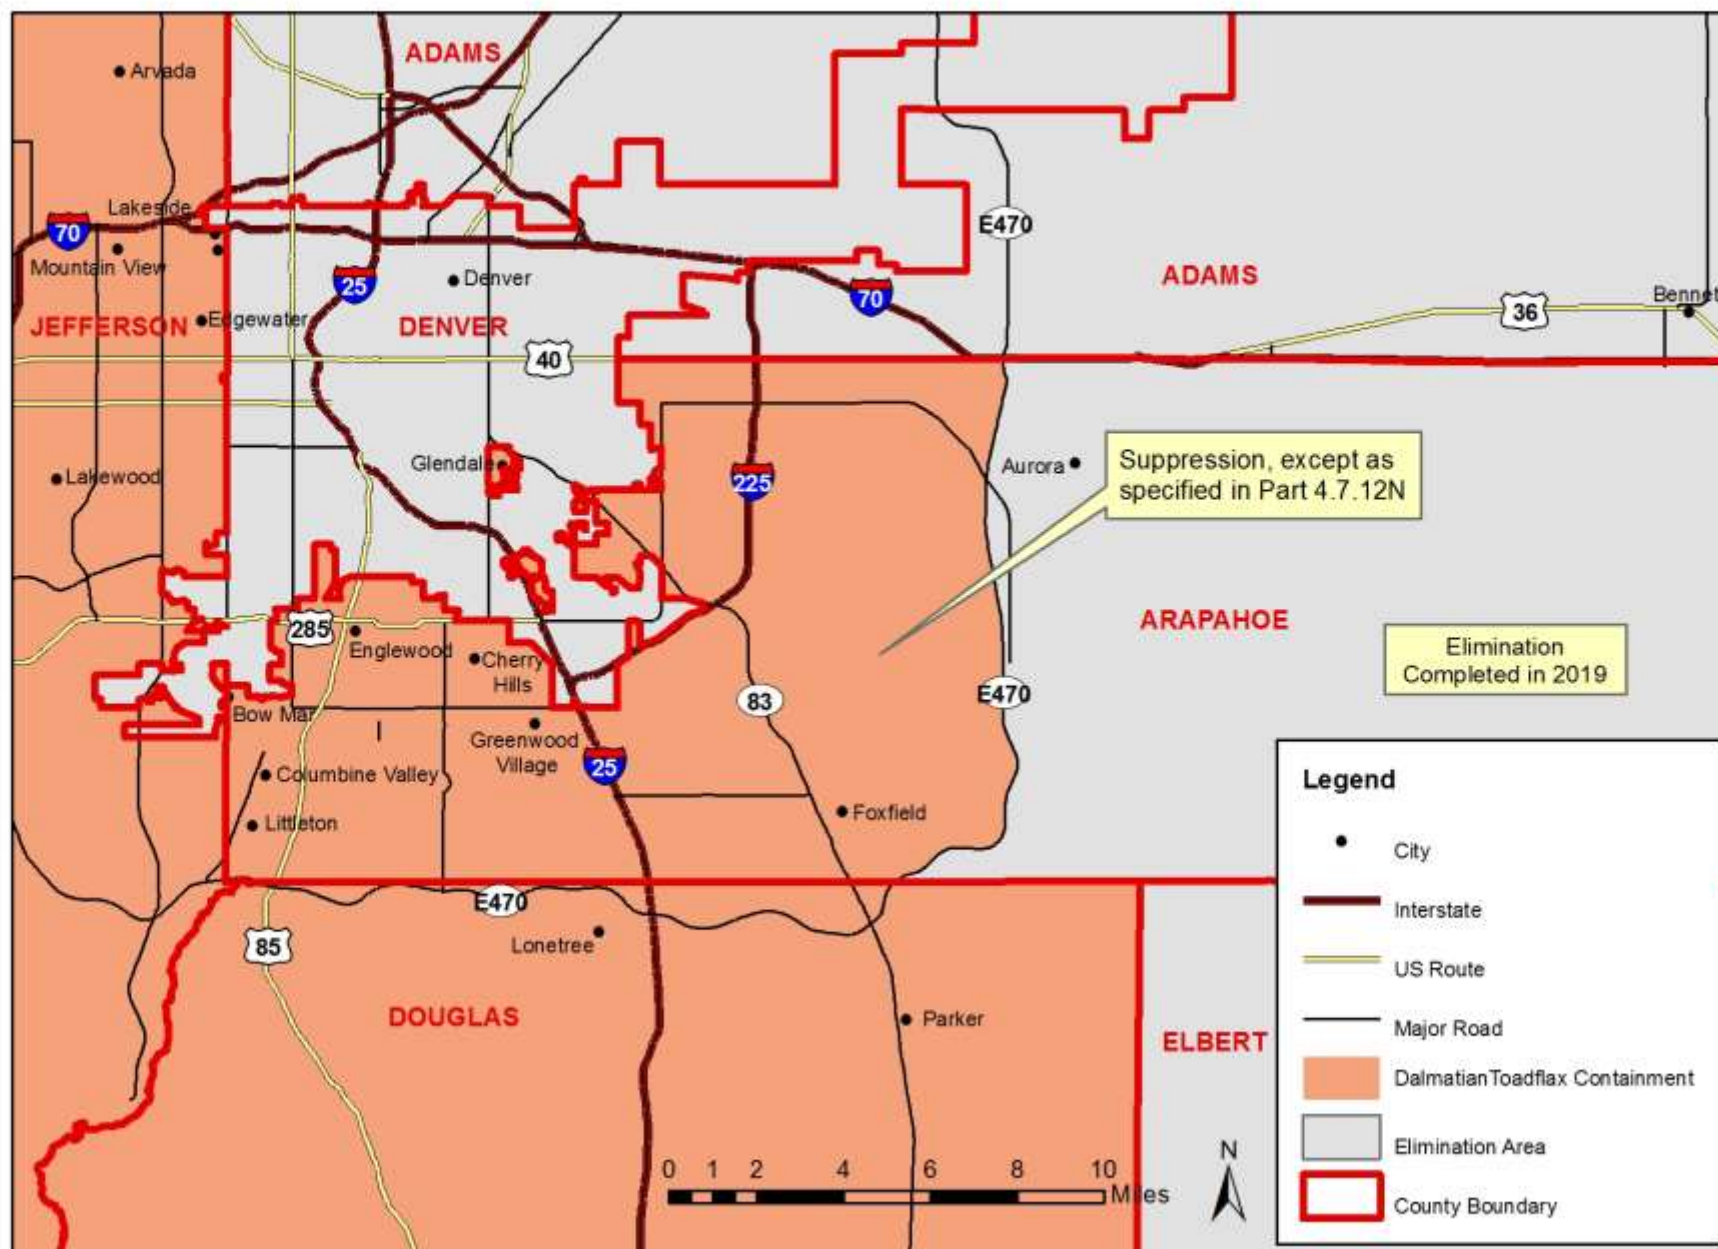 ADAMS
Arvada
Lakeside
70
E470
Mountain View
25
Denver
70
ADAMS
36
Bennet
JEFFERSON
Edgewater
DENVER
40
Lakewood
Glendale
225
Aurora
Suppression, except as
specified in Part 4.7.12N
285
Englewood
Cherry
Hills
ARAPAHOE
Elimination
Completed in 2019
83
E470
Bow Mar
Greenwood
Village
25
Columbine Valley
Littleton
Foxfield
E470
85
Lonetree
DOUGLAS
Parker
ELBERT
0 1 2 4 6 8 10
Miles
N
Legend
City
Interstate
US Route
Major Road
DalmatianToadflax Containment
Elimination Area
County Boundary